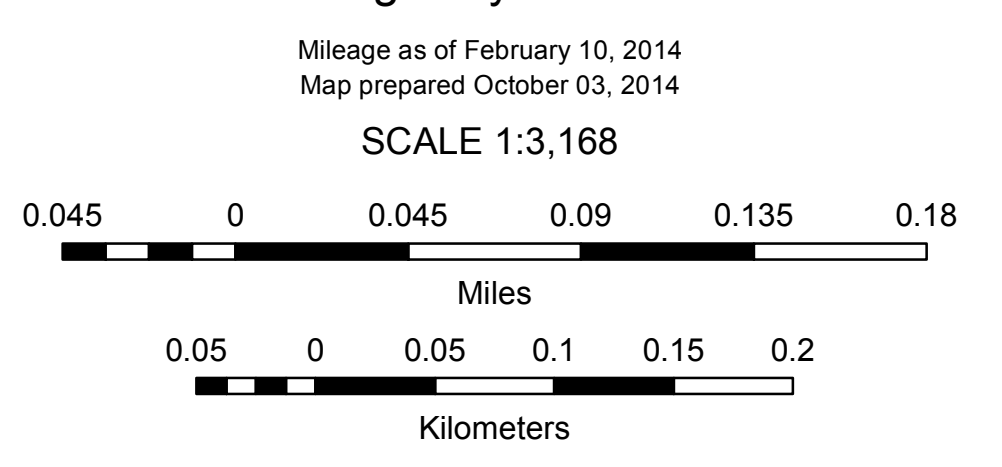 Mileage as of February 10, 2014
Map prepared October 03, 2014
SCALE 1:3,168
0.045 0 0.045 0.09 0.135 0.18
Miles
0.05 0 0.05 0.1 0.15 0.2
Kilometers